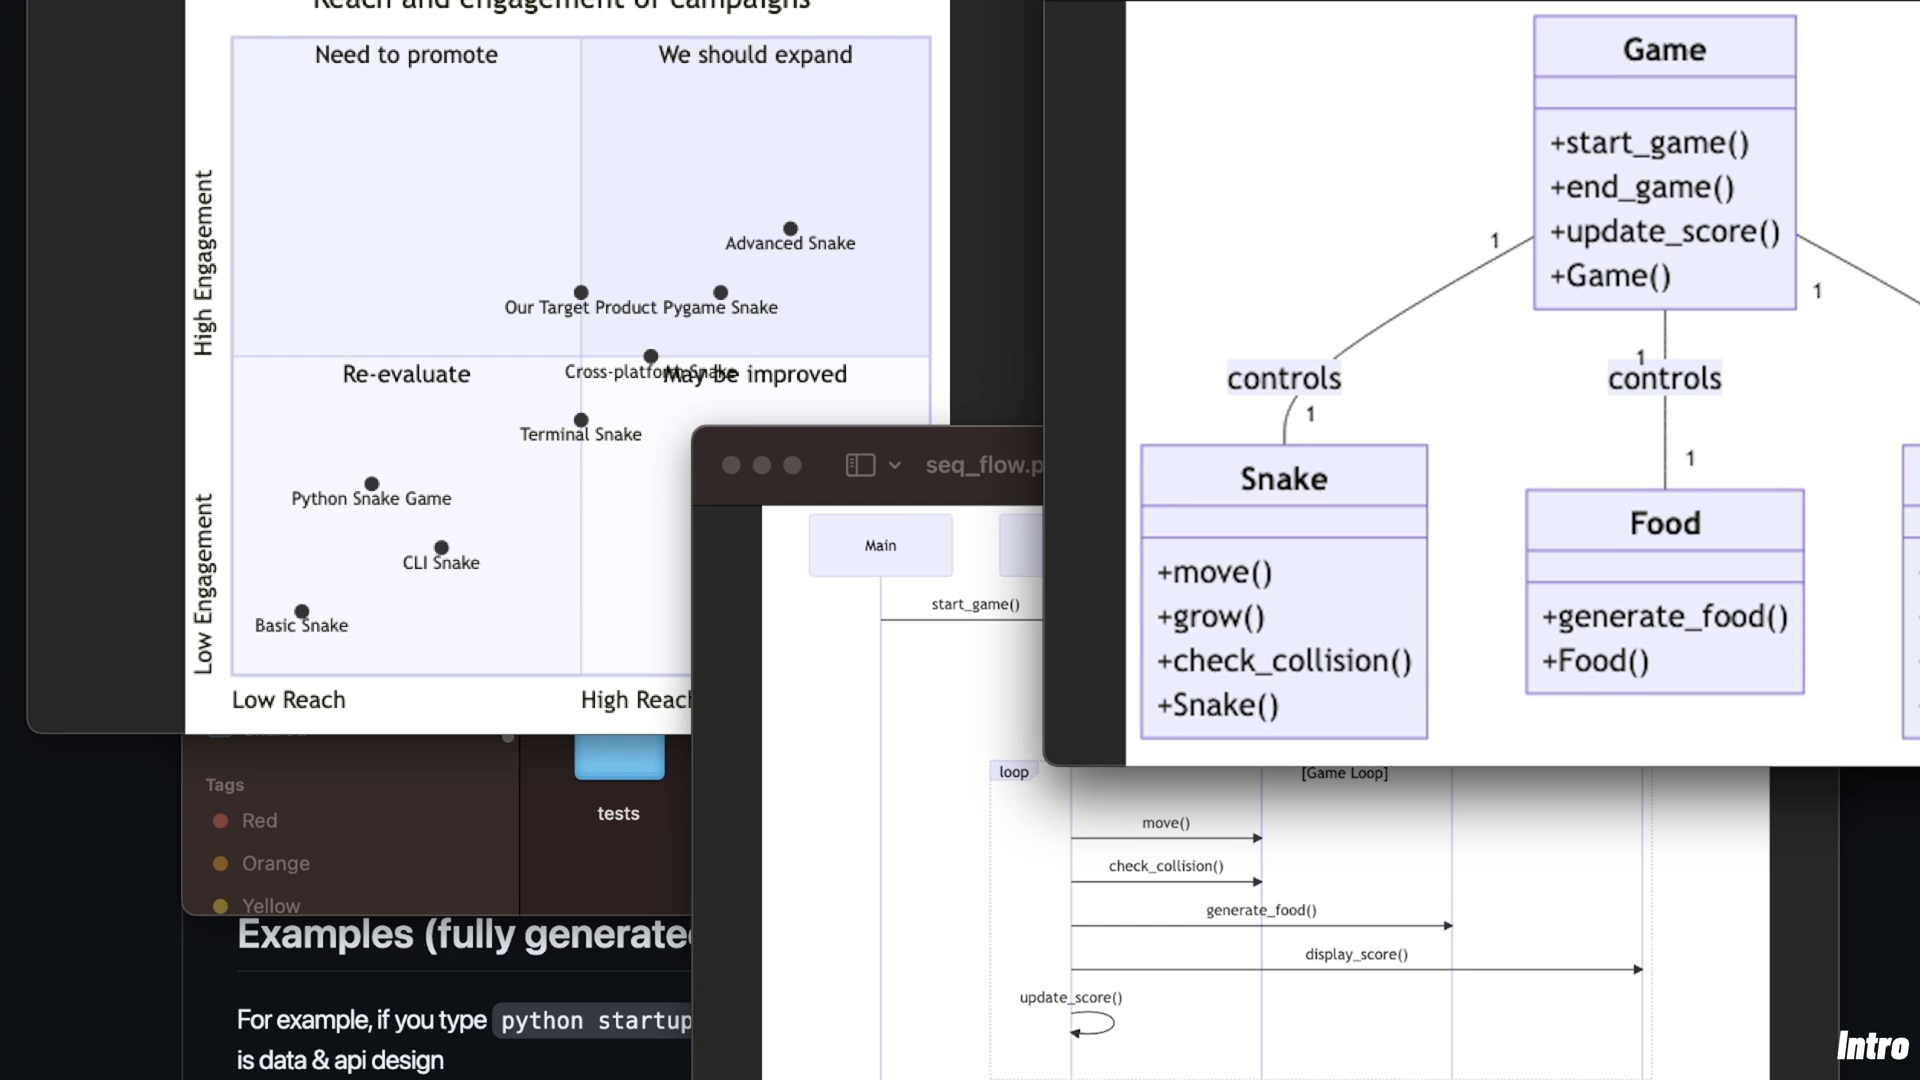 Reach and engagement of campaigns
Need to promote
We should expand
High Engagement
Low Engagement
Advanced Snake
Our Target Product
Pygame Snake
Cross-platform Snake
Re-evaluate
May be improved
Terminal Snake
Python Snake Game
CLI Snake
Basic Snake
Low Reach
High Reach
Game
+start_game()
+end_game()
+update_score()
+Game()
1
1
controls
1
1
controls
1
Snake
+move()
+grow()
+check_collision()
+Snake()
Food
+generate_food()
+Food()
seq_flow.p
Main
start_game()
loop
[Game Loop]
move()
check_collision()
generate_food()
display_score()
update_score()
Tags
Red
Orange
Yellow
tests
Examples (fully generated
For example, if you type python startup
is data & api design
Intro